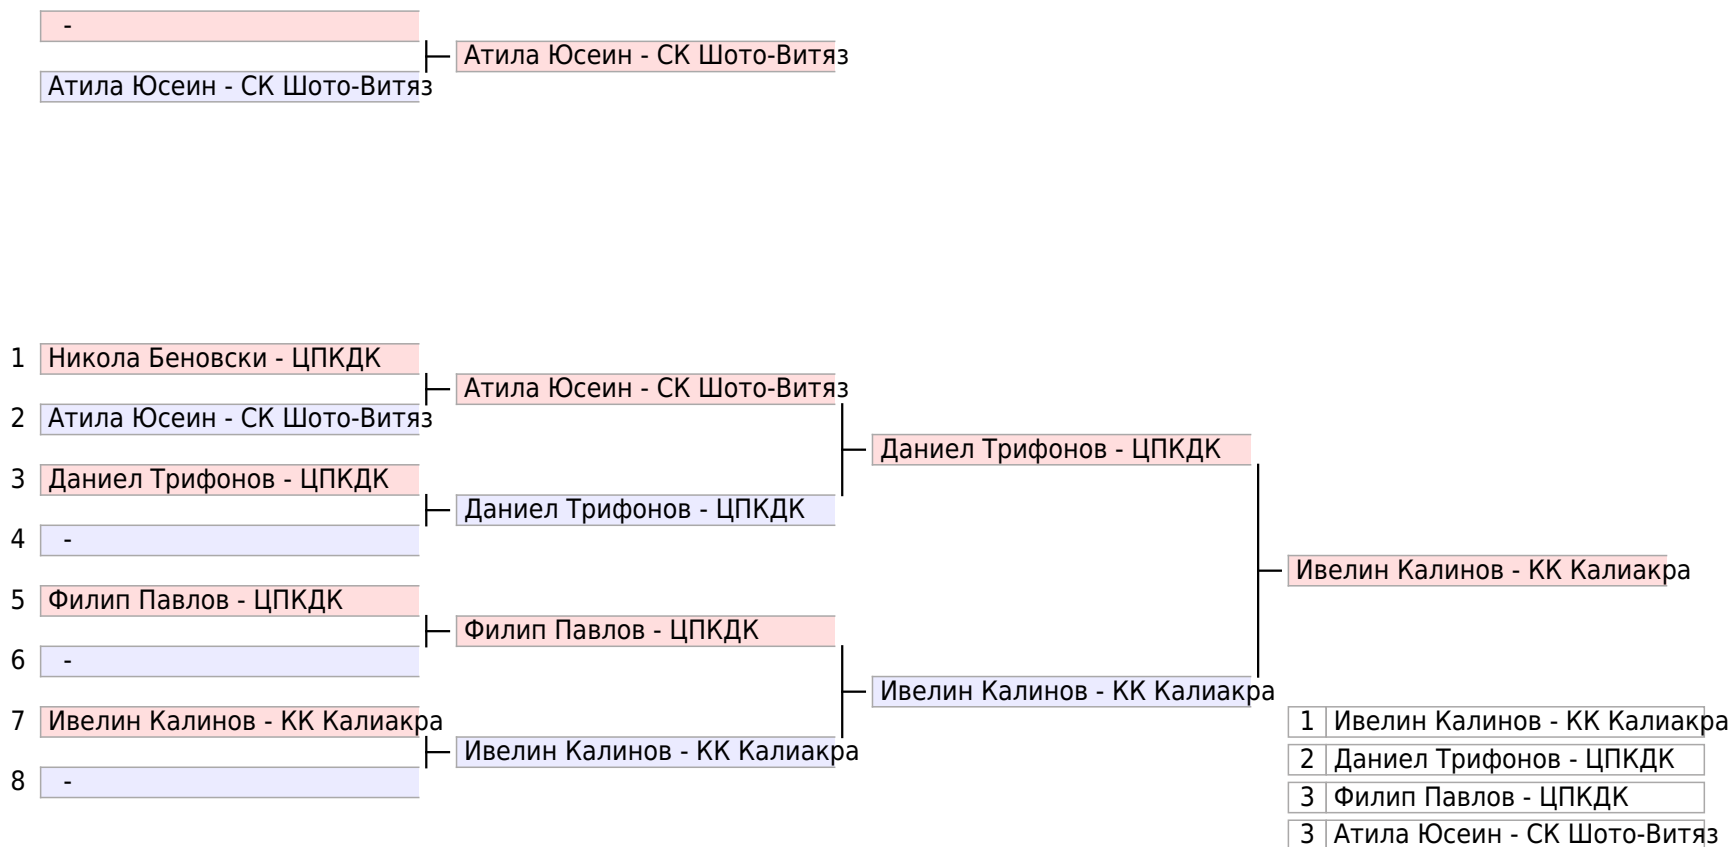 -
Атила Юсеин - СК Шото-Витяз
Атила Юсеин - СК Шото-Витяз
1 Никола Беновски - ЦПКДК
Атила Юсеин - СК Шото-Витяз
2 Атила Юсеин - СК Шото-Витяз
Даниел Трифонов - ЦПКДК
3 Даниел Трифонов - ЦПКДК
Даниел Трифонов - ЦПКДК
4 -
Ивелин Калинов - КК Калиакра
5 Филип Павлов - ЦПКДК
Филип Павлов - ЦПКДК
6 -
Ивелин Калинов - КК Калиакра
7 Ивелин Калинов - КК Калиакра
Ивелин Калинов - КК Калиакра
8 -
1 Ивелин Калинов - КК Калиакра
2 Даниел Трифонов - ЦПКДК
3 Филип Павлов - ЦПКДК
3 Атила Юсеин - СК Шото-Витяз